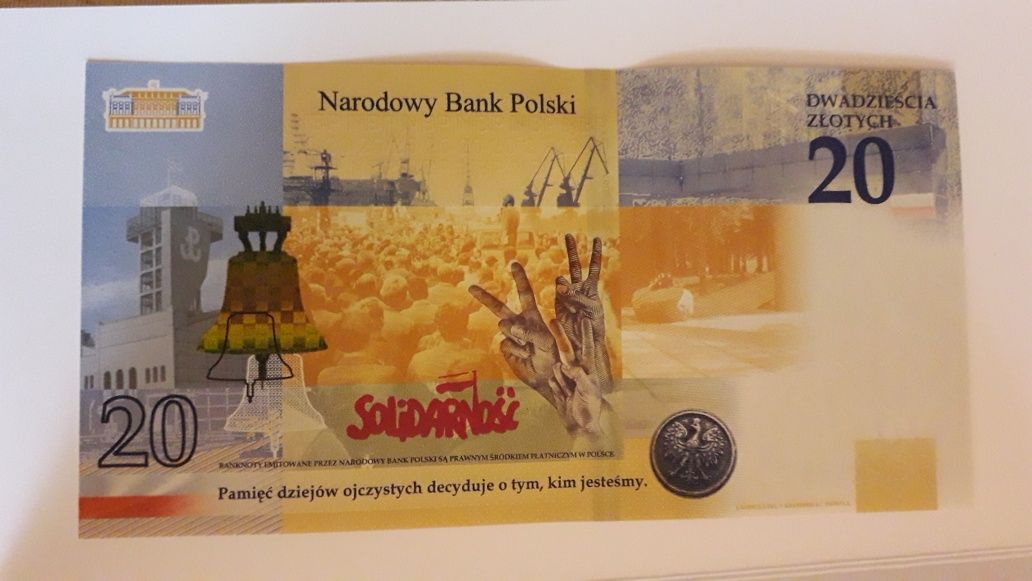 Narodowy Bank Polski
DWADZIEŚCIA
ZŁOTYCH
20
SOLIDARNOŚĆ
20
BANKNOTY EMITOWANE PRZEZ NARODOWY BANK POLSKI SĄ PRAWNYM ŚRODKIEM PŁATNICZYM W POLSCE
Pamięć dziejów ojczystych decyduje o tym, kim jesteśmy.